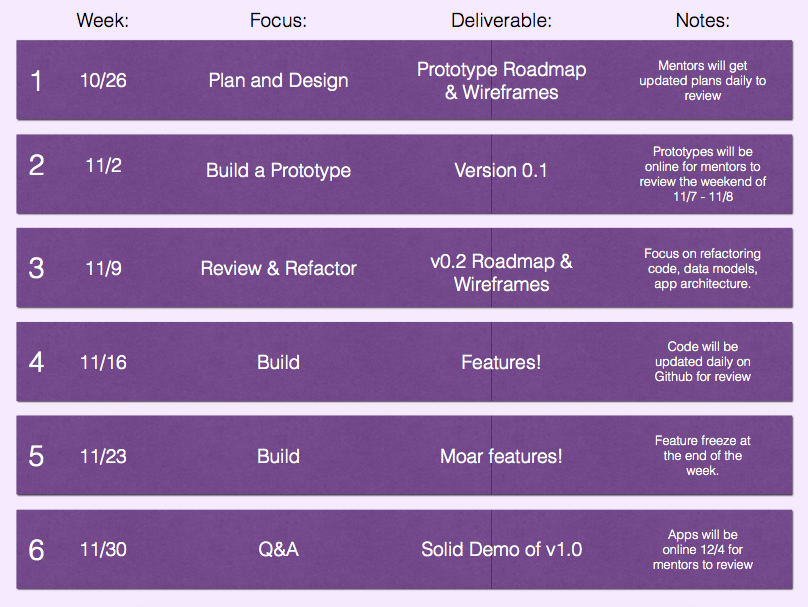 Week: Focus: Deliverable: Notes:
1 10/26 Plan and Design Prototype Roadmap
& Wireframes
Mentors will get
updated plans daily to
review
2 11/2 Build a Prototype Version 0.1
Prototypes will be
online for mentors to
review the weekend of
11/7 - 11/8
3 11/9 Review & Refactor v0.2 Roadmap &
Wireframes
Focus on refactoring
code, data models,
app architecture.
4 11/16 Build Features!
Code will be
updated daily on
Github for review
5 11/23 Build Moar features!
Feature freeze at
the end of the
week.
6 11/30 Q&A Solid Demo of v1.0
Apps will be
online 12/4 for
mentors to review